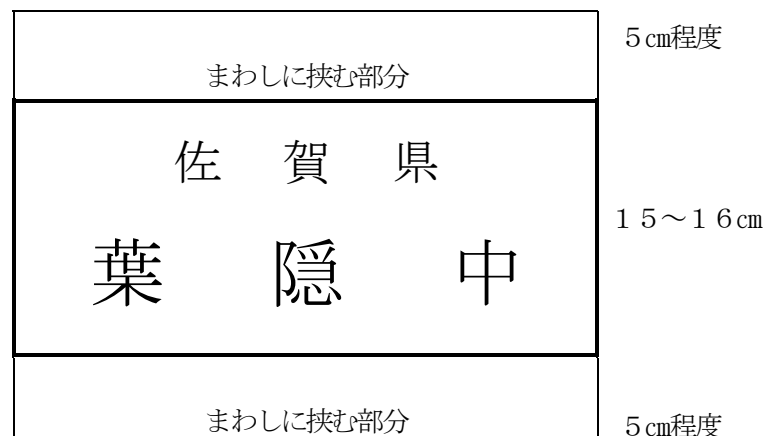 ５㎝程度
まわしに挟む部分
佐　賀　県
１５～１６㎝
葉　隠　中
まわしに挟む部分
５㎝程度